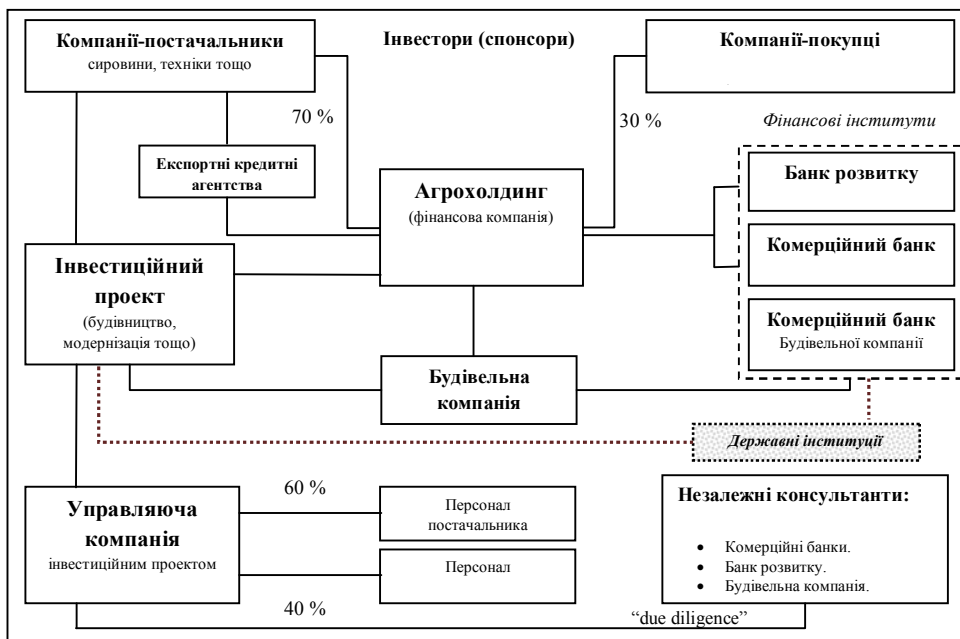 Компанії-постачальники
сировини, техніки тощо
Інвестори (спонсори)
Компанії-покупці
70 %
30 %
Фінансові інститути
Експортні кредитні
агентства
Агрохолдинг
(фінансова компанія)
Банк розвитку
Комерційний банк
Інвестиційний
проект
(будівництво,
модернізація тощо)
Комерційний банк
Будівельної компанії
Будівельна
компанія
Державні інституції
60 %
Управляюча
компанія
інвестиційним проектом
Персонал
постачальника
Персонал
40 %
Незалежні консультанти:
• Комерційні банки.
• Банк розвитку.
• Будівельна компанія.
“due diligence”